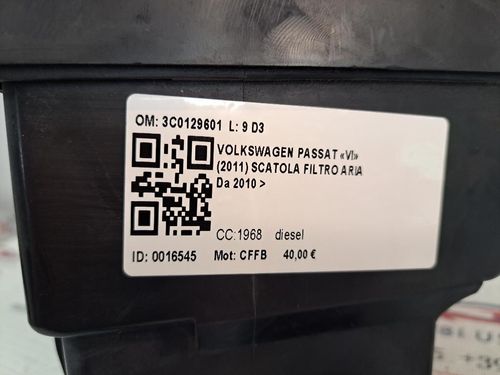 OM: 3C0129601 L: 9 D3
VOLKSWAGEN PASSAT «VI»
(2011) SCATOLA FILTRO ARIA
Da 2010 >
CC:1968 diesel
ID: 0016545 Mot: CFFB 40,00 €